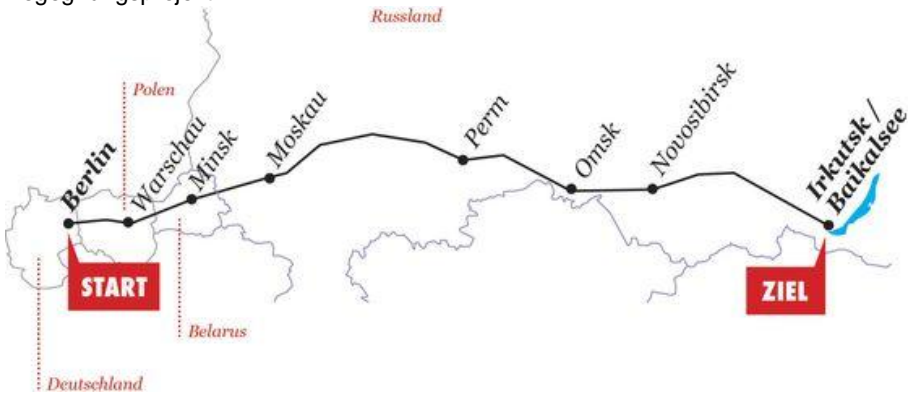 Russland
Polen
Berlin
Warschau
Minsk
Moskau
Perm
Omsk
Novosibirsk
Irkutsk /
Baikalsee
START
ZIEL
Belarus
Deutschland